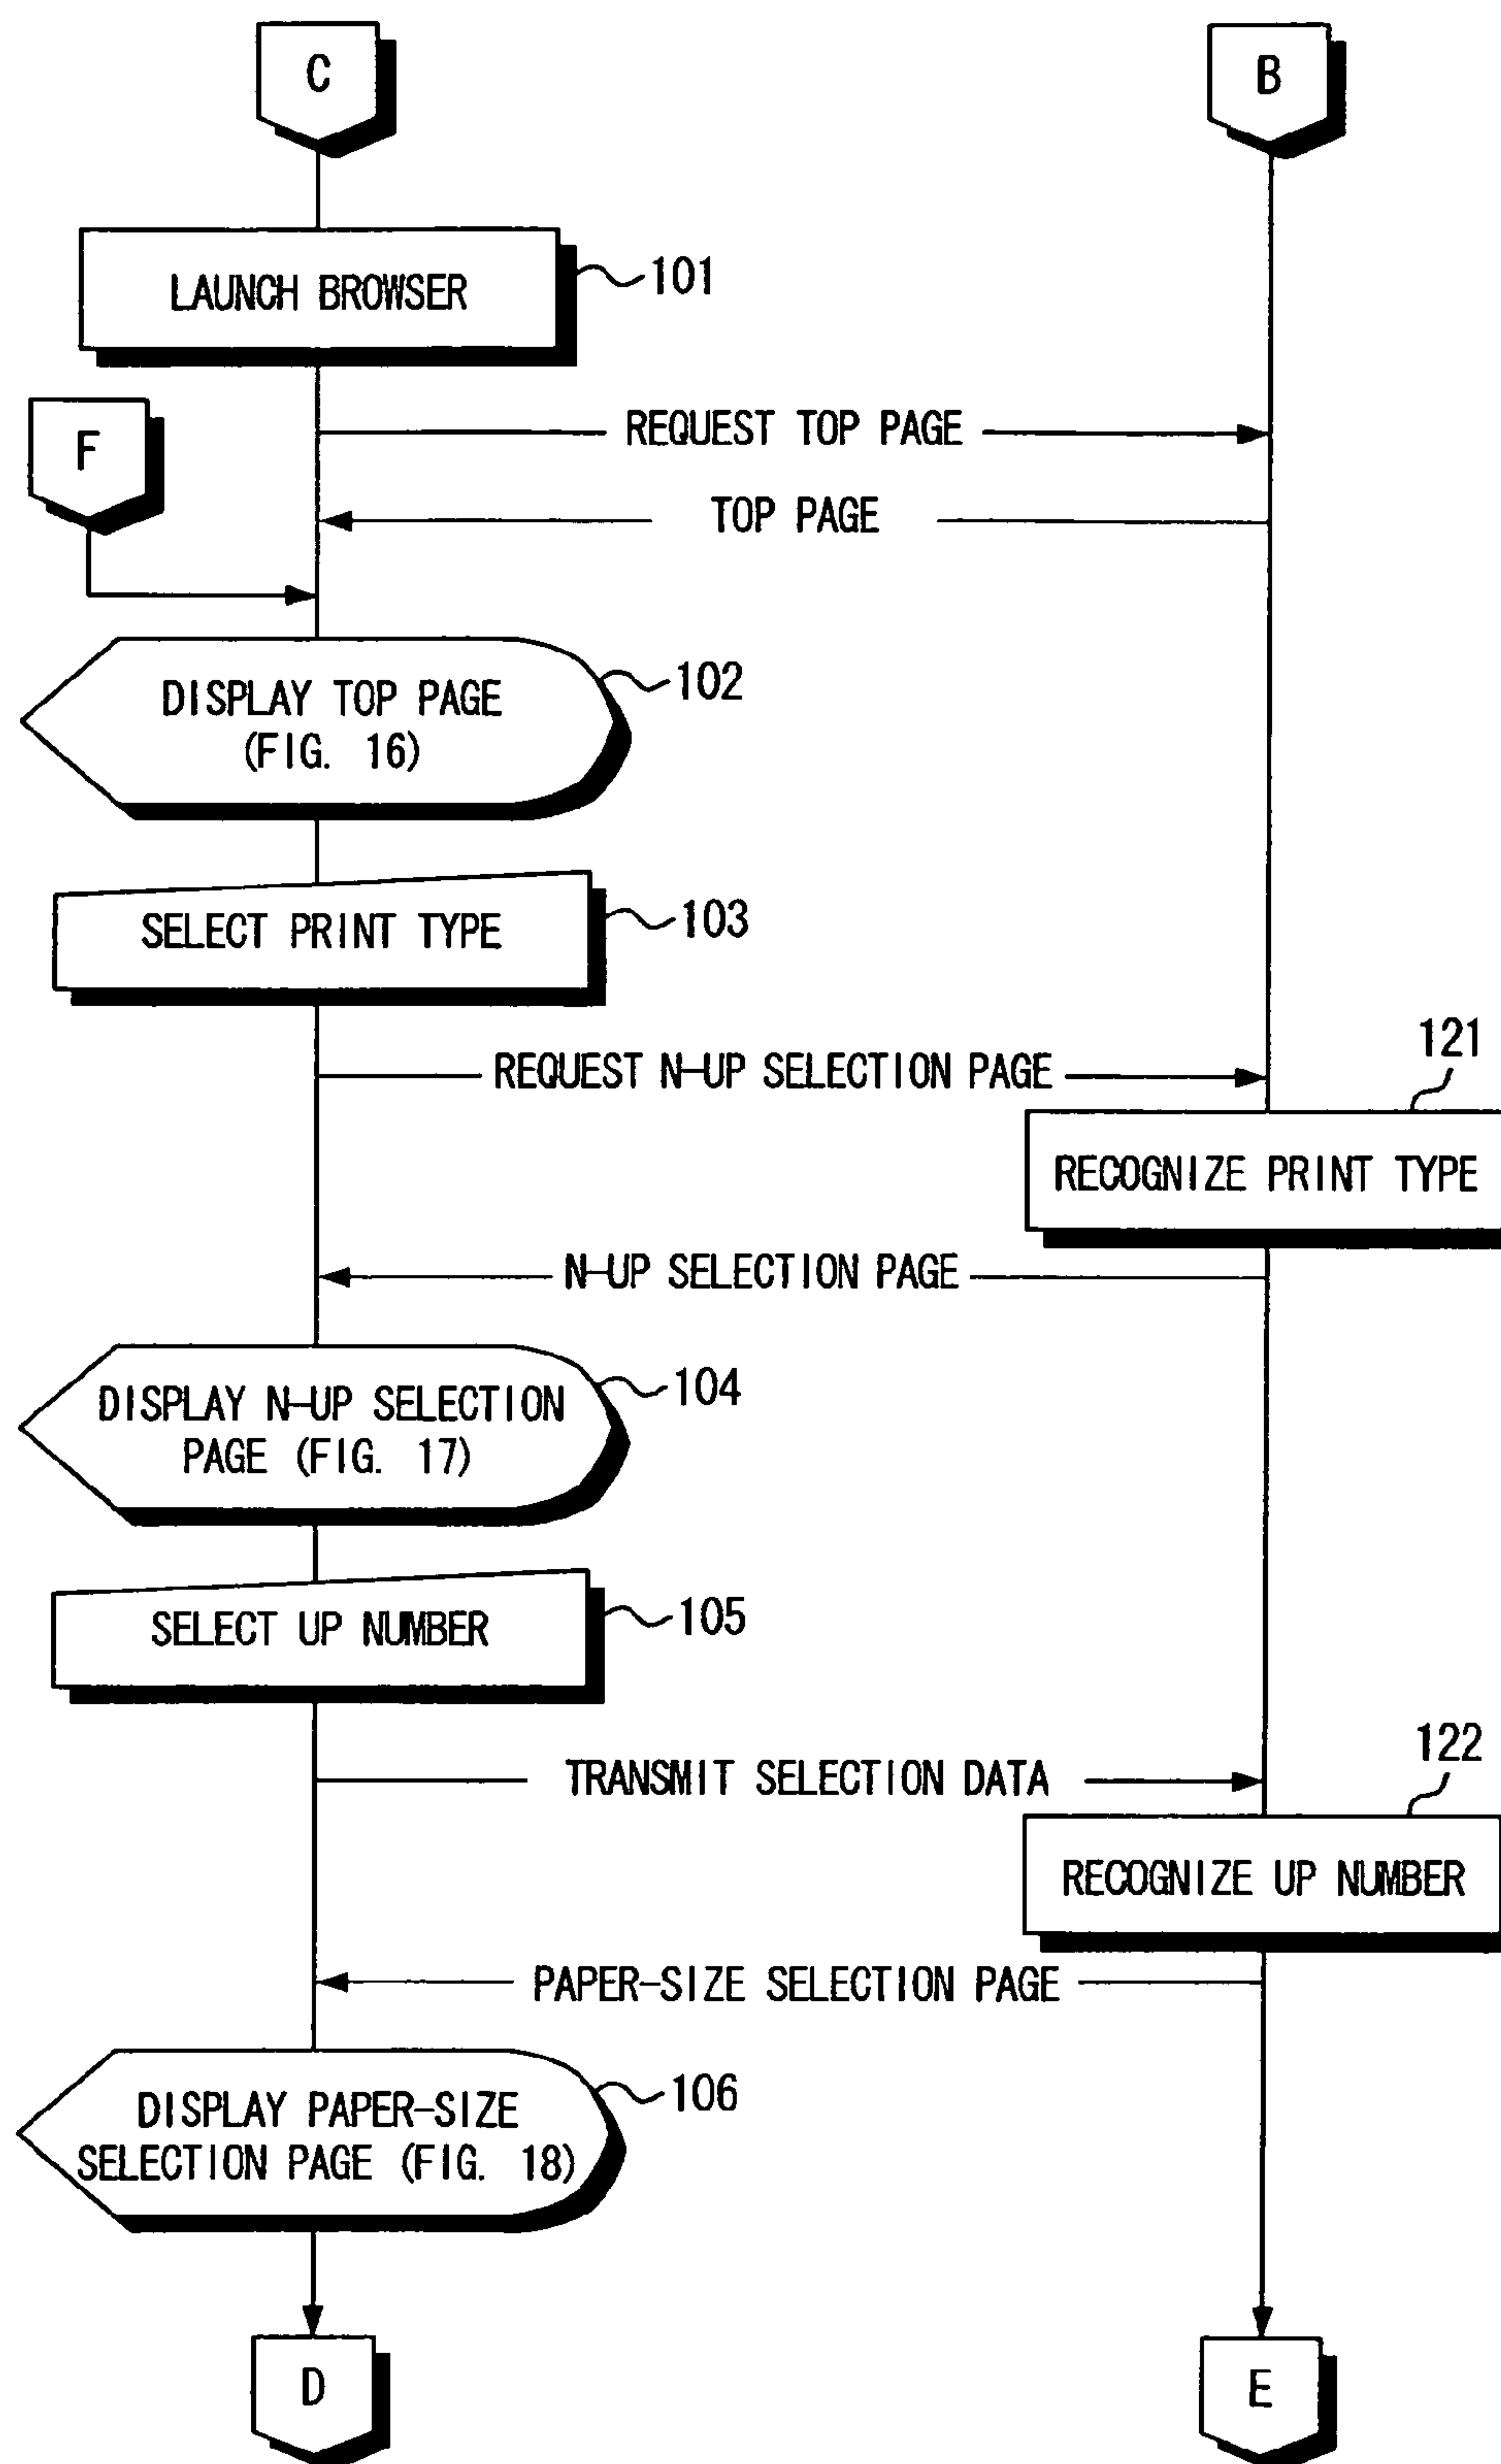 C
B
LAUNCH BROWSER
101
REQUEST TOP PAGE
F
TOP PAGE
DISPLAY TOP PAGE
(FIG. 16)
102
SELECT PRINT TYPE
103
REQUEST N-UP SELECTION PAGE
121
RECOGNIZE PRINT TYPE
N-UP SELECTION PAGE
DISPLAY N-UP SELECTION
PAGE (FIG. 17)
104
SELECT UP NUMBER
105
TRANSMIT SELECTION DATA
122
RECOGNIZE UP NUMBER
PAPER-SIZE SELECTION PAGE
DISPLAY PAPER-SIZE
SELECTION PAGE (FIG. 18)
106
D
E